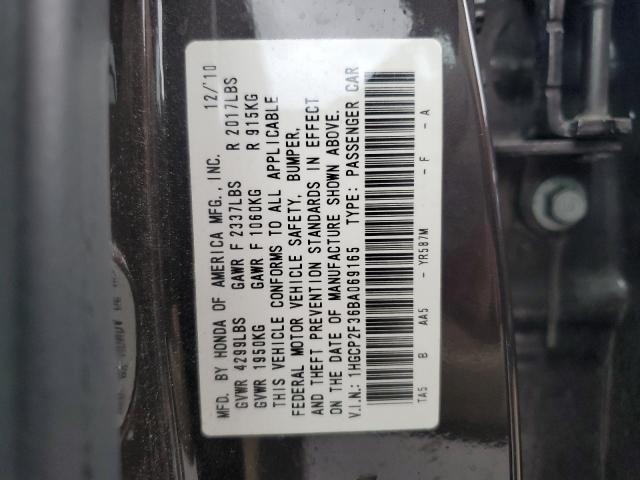 MFD. BY HONDA OF AMERICA MFG., INC. 12/'10
GVWR 4299LBS GAWR F 2337LBS R 2017LBS
GVWR 1950KG GAWR F 1060KG R 915KG
THIS VEHICLE CONFORMS TO ALL APPLICABLE
FEDERAL MOTOR VEHICLE SAFETY, BUMPER,
AND THEFT PREVENTION STANDARDS IN EFFECT
ON THE DATE OF MANUFACTURE SHOWN ABOVE.
V.I.N.: 1HGCP2F36BA069165 TYPE: PASSENGER CAR
TA5 B AA5 - YR587M - F - A